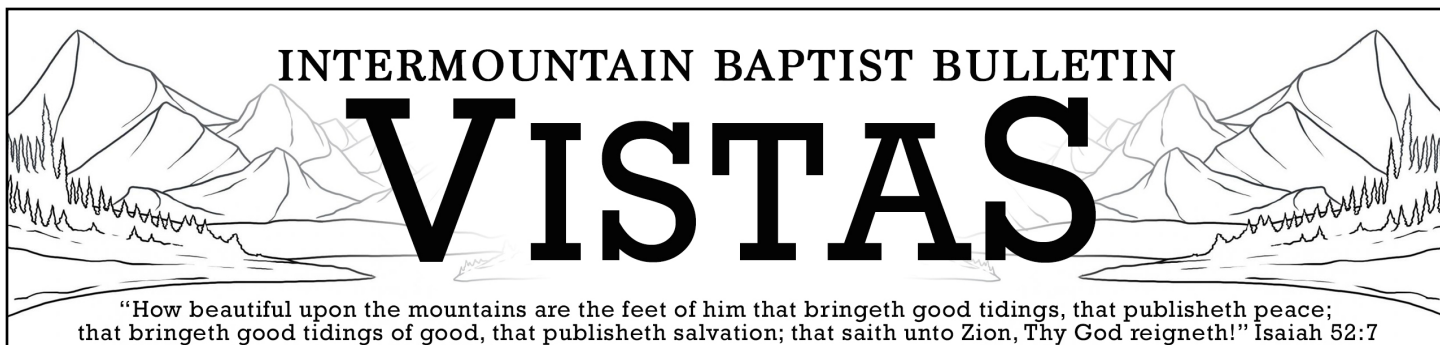 INTERMOUNTAIN BAPTIST BULLETIN
VISTAS
“How beautiful upon the mountains are the feet of him that bringeth good tidings, that publisheth peace;
that bringeth good tidings of good, that publisheth salvation; that saith unto Zion, Thy God reigneth!” Isaiah 52:7